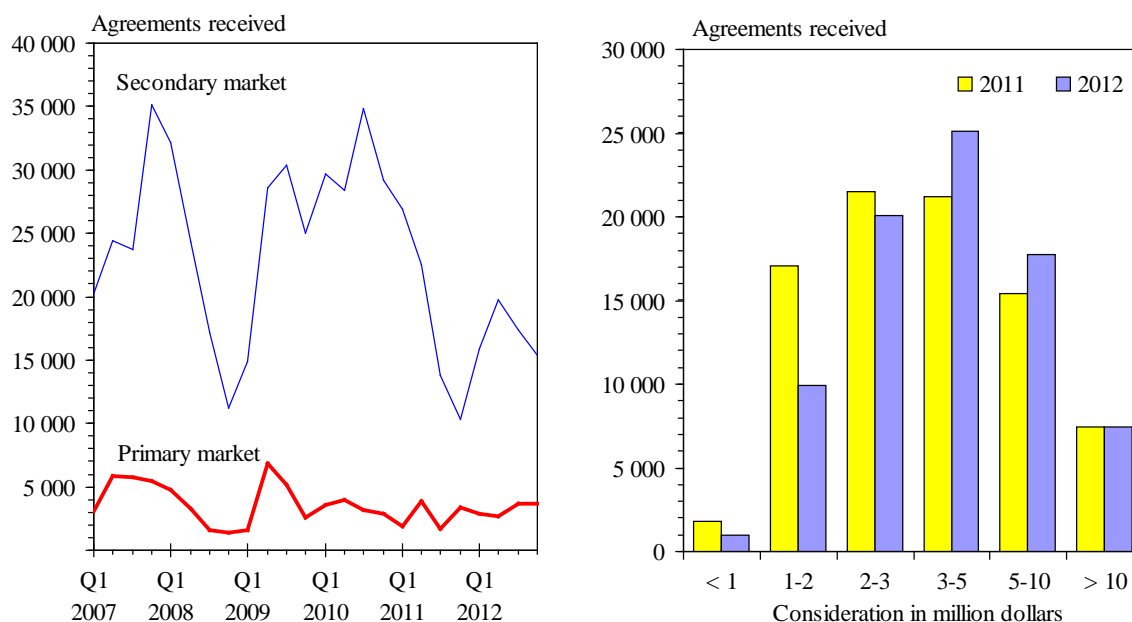 Agreements received
40 000
35 000
30 000
25 000
20 000
15 000
10 000
5 000
Secondary market
Primary market
Q1 Q1 Q1 Q1 Q1 Q1
2007 2008 2009 2010 2011 2012
Agreements received
30 000
25 000
20 000
15 000
10 000
5 000
0
2011 2012
< 1 1-2 2-3 3-5 5-10 > 10
Consideration in million dollars